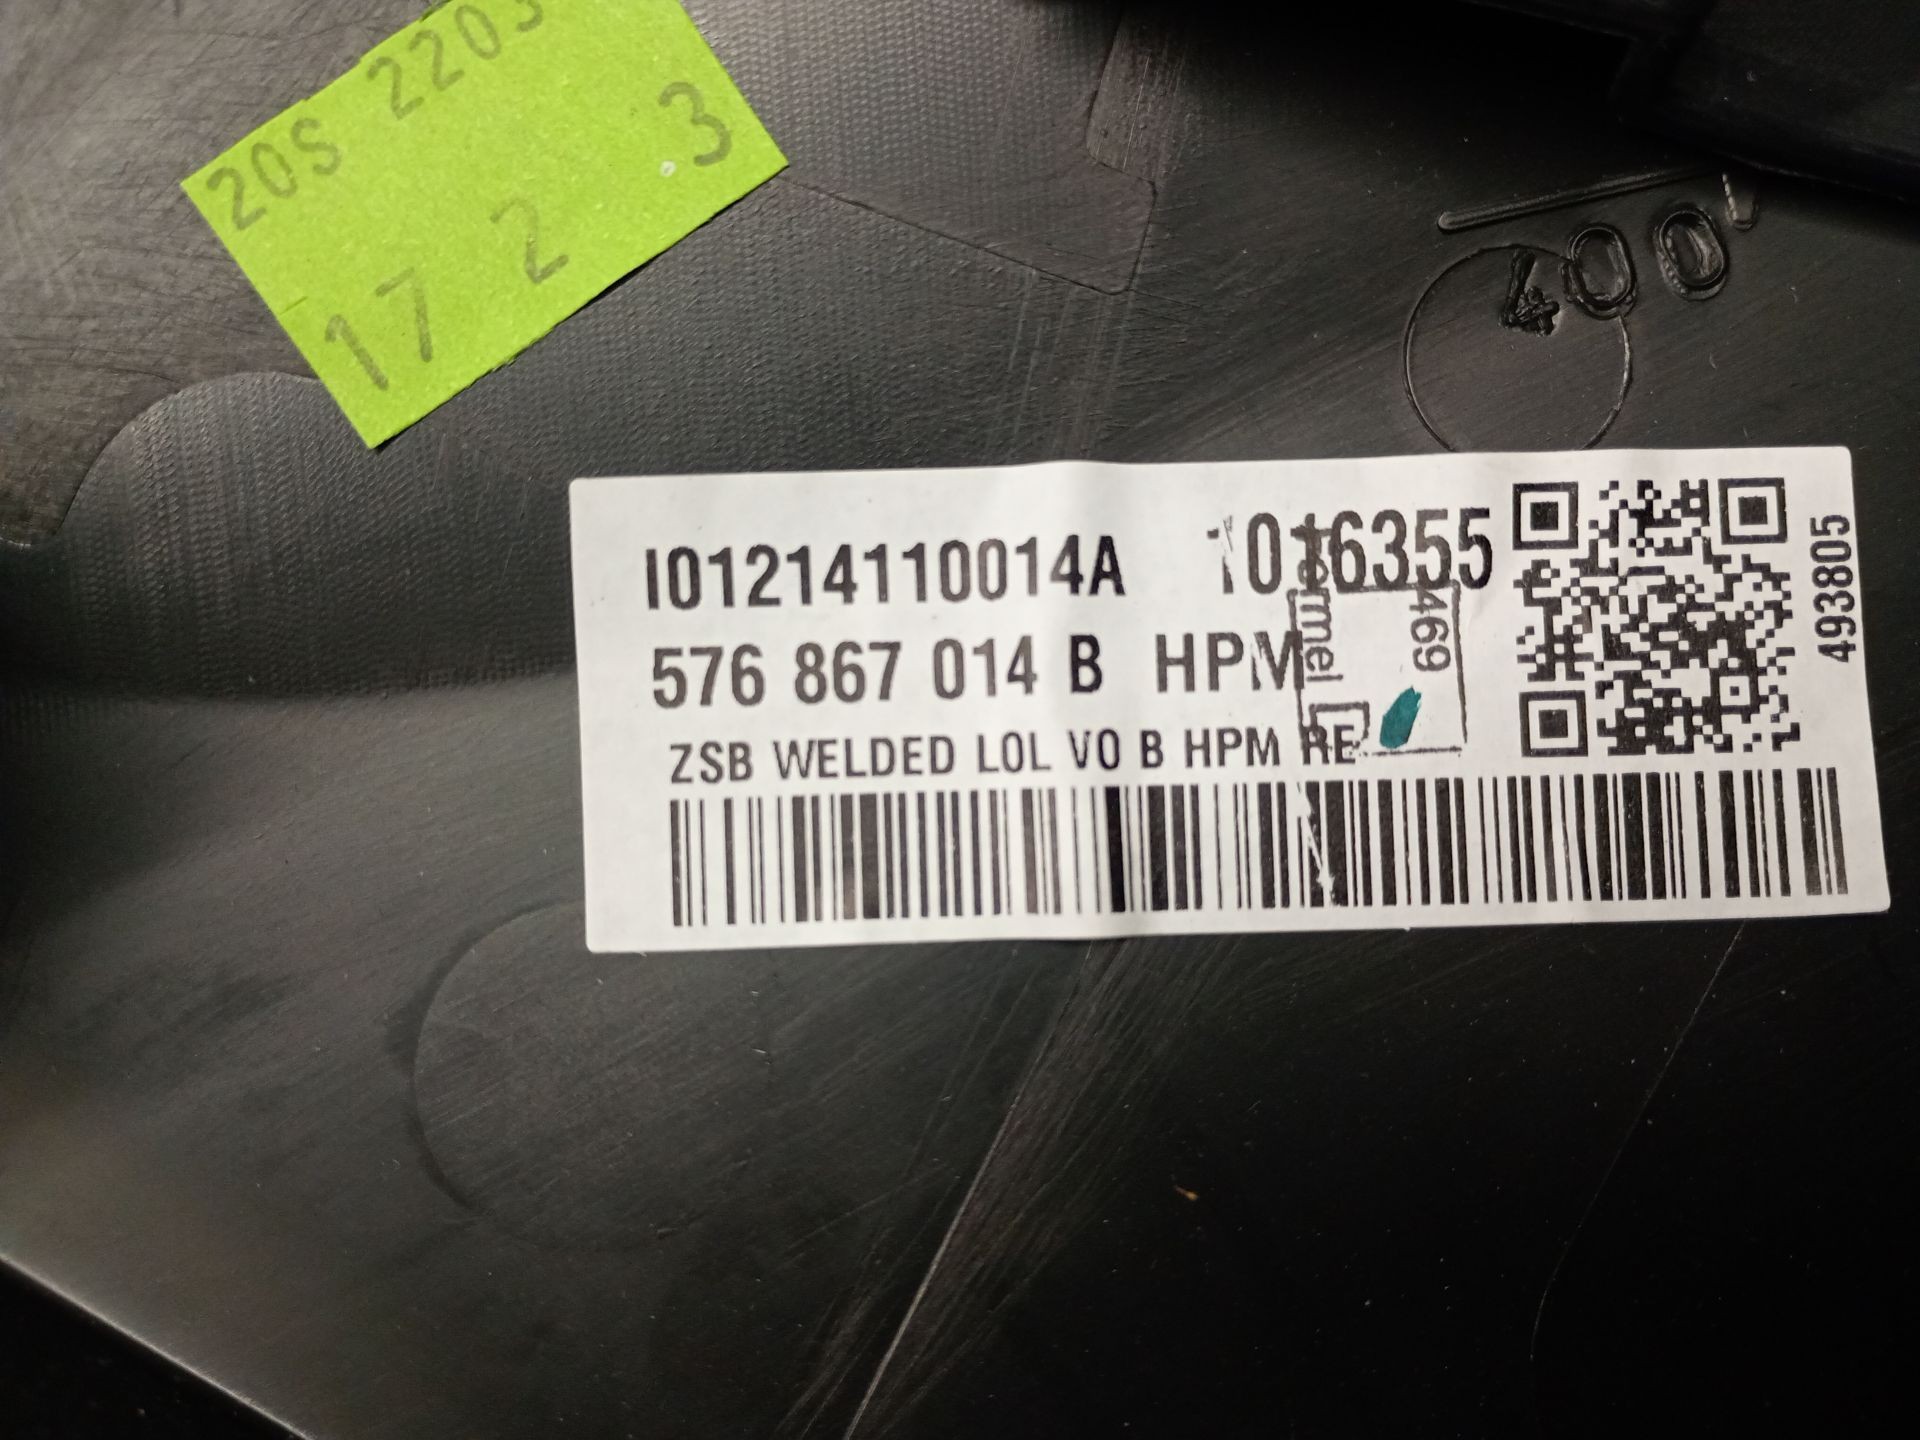 20S 2203
17 2 .3
400
I01214110014A 1016355
576 867 014 B HPM
ZSB WELDED LOL VO B HPM RE
493805
469